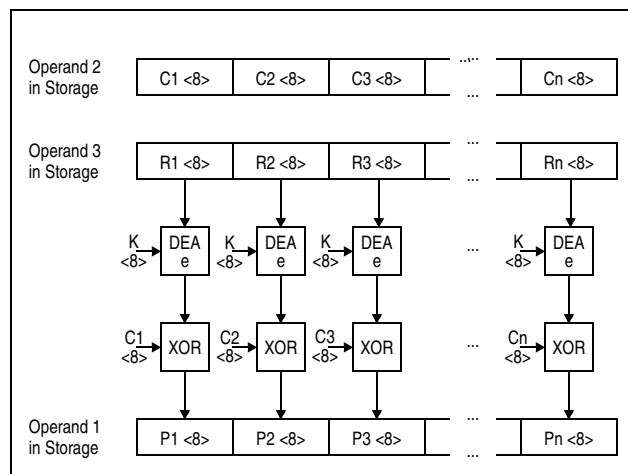 Operand 2
in Storage
C1 <8> C2 <8> C3 <8> ... Cn <8>
...
Operand 3
in Storage
R1 <8> R2 <8> R3 <8> ... Rn <8>
...
K <8> DEA e K <8> DEA e K <8> DEA e ... K <8> DEA e
C1 <8> XOR C2 <8> XOR C3 <8> XOR ... Cn <8> XOR
Operand 1
in Storage
P1 <8> P2 <8> P3 <8> ... Pn <8>
...